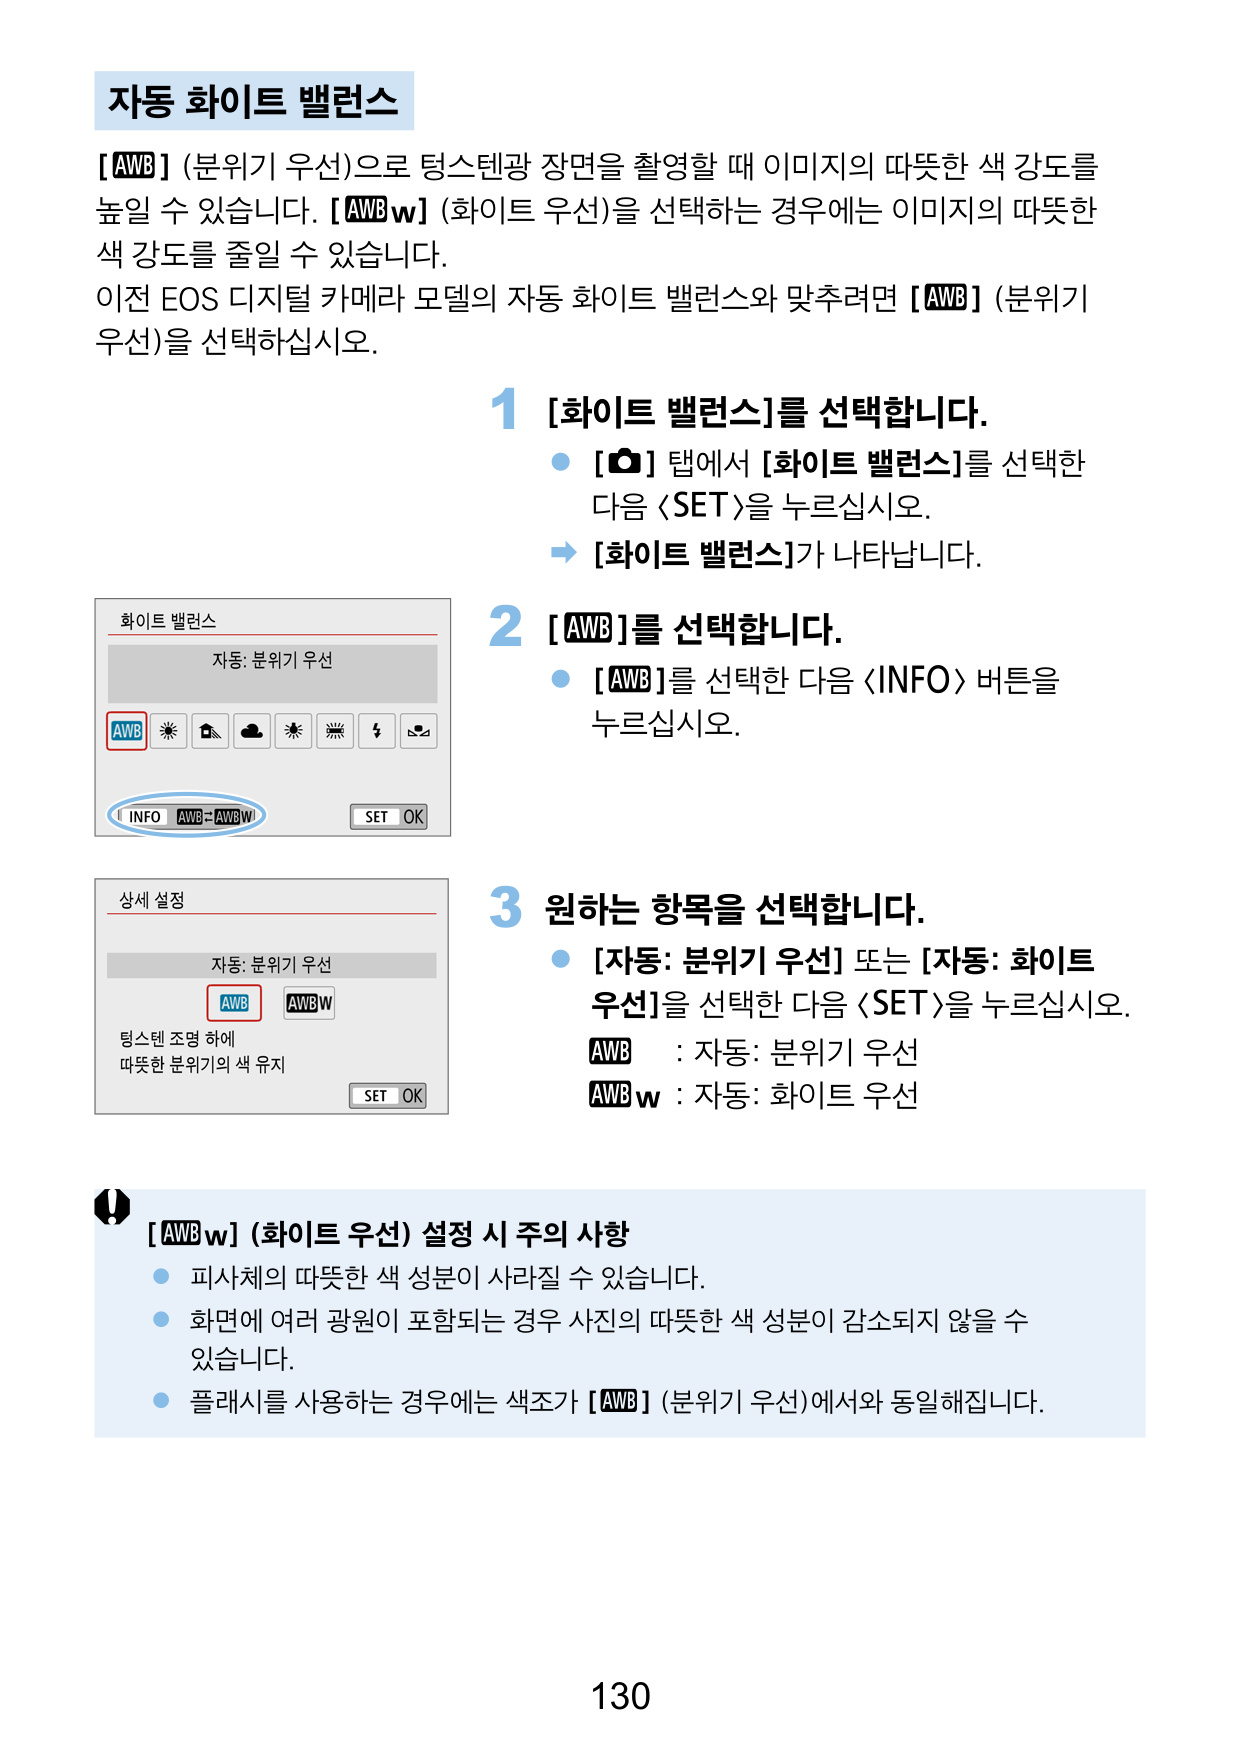 자동 화이트 밸런스
[AWB] (분위기 우선)으로 텅스텐광 장면을 촬영할 때 이미지의 따뜻한 색 강도를
높일 수 있습니다. [AWB w] (화이트 우선)을 선택하는 경우에는 이미지의 따뜻한
색 강도를 줄일 수 있습니다.
이전 EOS 디지털 카메라 모델의 자동 화이트 밸런스와 맞추려면 [AWB] (분위기
우선)을 선택하십시오.
1 [화이트 밸런스]를 선택합니다.
● [📷] 탭에서 [화이트 밸런스]를 선택한
다음 <SET>을 누르십시오.
➡ [화이트 밸런스]가 나타납니다.
화이트 밸런스
자동: 분위기 우선
AWB
INFO AWB⇄AWBW
SET OK
2 [AWB]를 선택합니다.
● [AWB]를 선택한 다음 <INFO> 버튼을
누르십시오.
상세 설정
자동: 분위기 우선
AWB AWBW
텅스텐 조명 하에
따뜻한 분위기의 색 유지
SET OK
3 원하는 항목을 선택합니다.
● [자동: 분위기 우선] 또는 [자동: 화이트
우선]을 선택한 다음 <SET>을 누르십시오.
AWB : 자동: 분위기 우선
AWB w : 자동: 화이트 우선
[AWB w] (화이트 우선) 설정 시 주의 사항
● 피사체의 따뜻한 색 성분이 사라질 수 있습니다.
● 화면에 여러 광원이 포함되는 경우 사진의 따뜻한 색 성분이 감소되지 않을 수
있습니다.
● 플래시를 사용하는 경우에는 색조가 [AWB] (분위기 우선)에서와 동일해집니다.
130